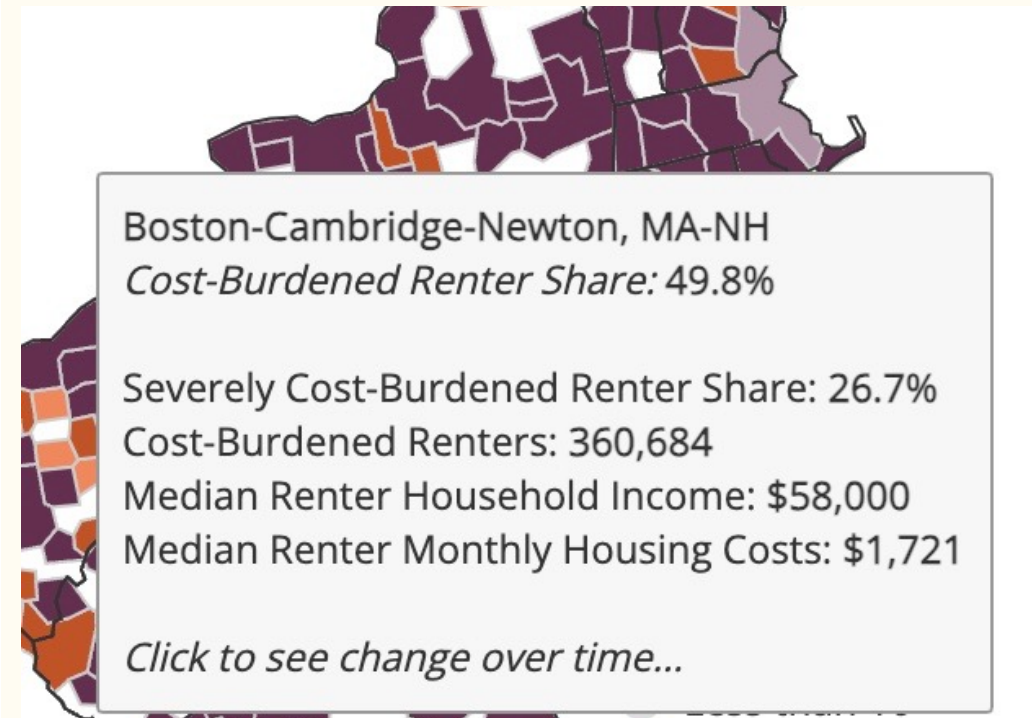 Boston-Cambridge-Newton, MA-NH
Cost-Burdened Renter Share: 49.8%
Severely Cost-Burdened Renter Share: 26.7%
Cost-Burdened Renters: 360,684
Median Renter Household Income: $58,000
Median Renter Monthly Housing Costs: $1,721
Click to see change over time...